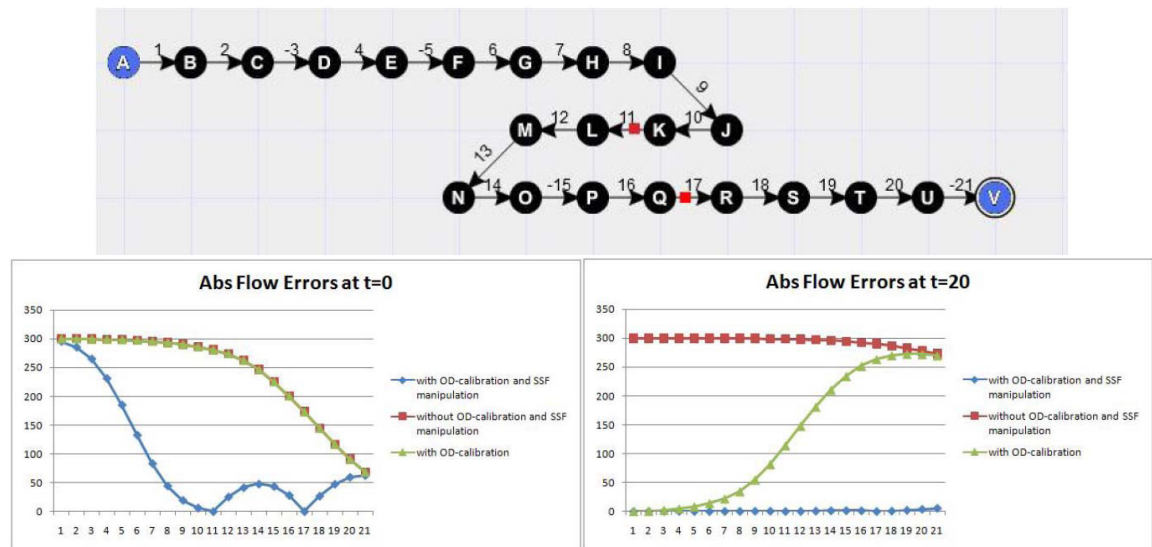 1 2 -3 4 -5 6 7 8
A B C D E F G H I
9
12 11 10
M L K J
13
14 -15 16 17 18 19 20 -21
N O P Q R S T U V
Abs Flow Errors at t=0
350
300
250
200
150
100
50
0
1 2 3 4 5 6 7 8 9 10 11 12 13 14 15 16 17 18 19 20 21
with OD-calibration and SSF
manipulation
without OD-calibration and SSF
manipulation
with OD-calibration
Abs Flow Errors at t=20
350
300
250
200
150
100
50
0
1 2 3 4 5 6 7 8 9 10 11 12 13 14 15 16 17 18 19 20 21
with OD-calibration and SSF
manipulation
without OD-calibration and SSF
manipulation
with OD-calibration